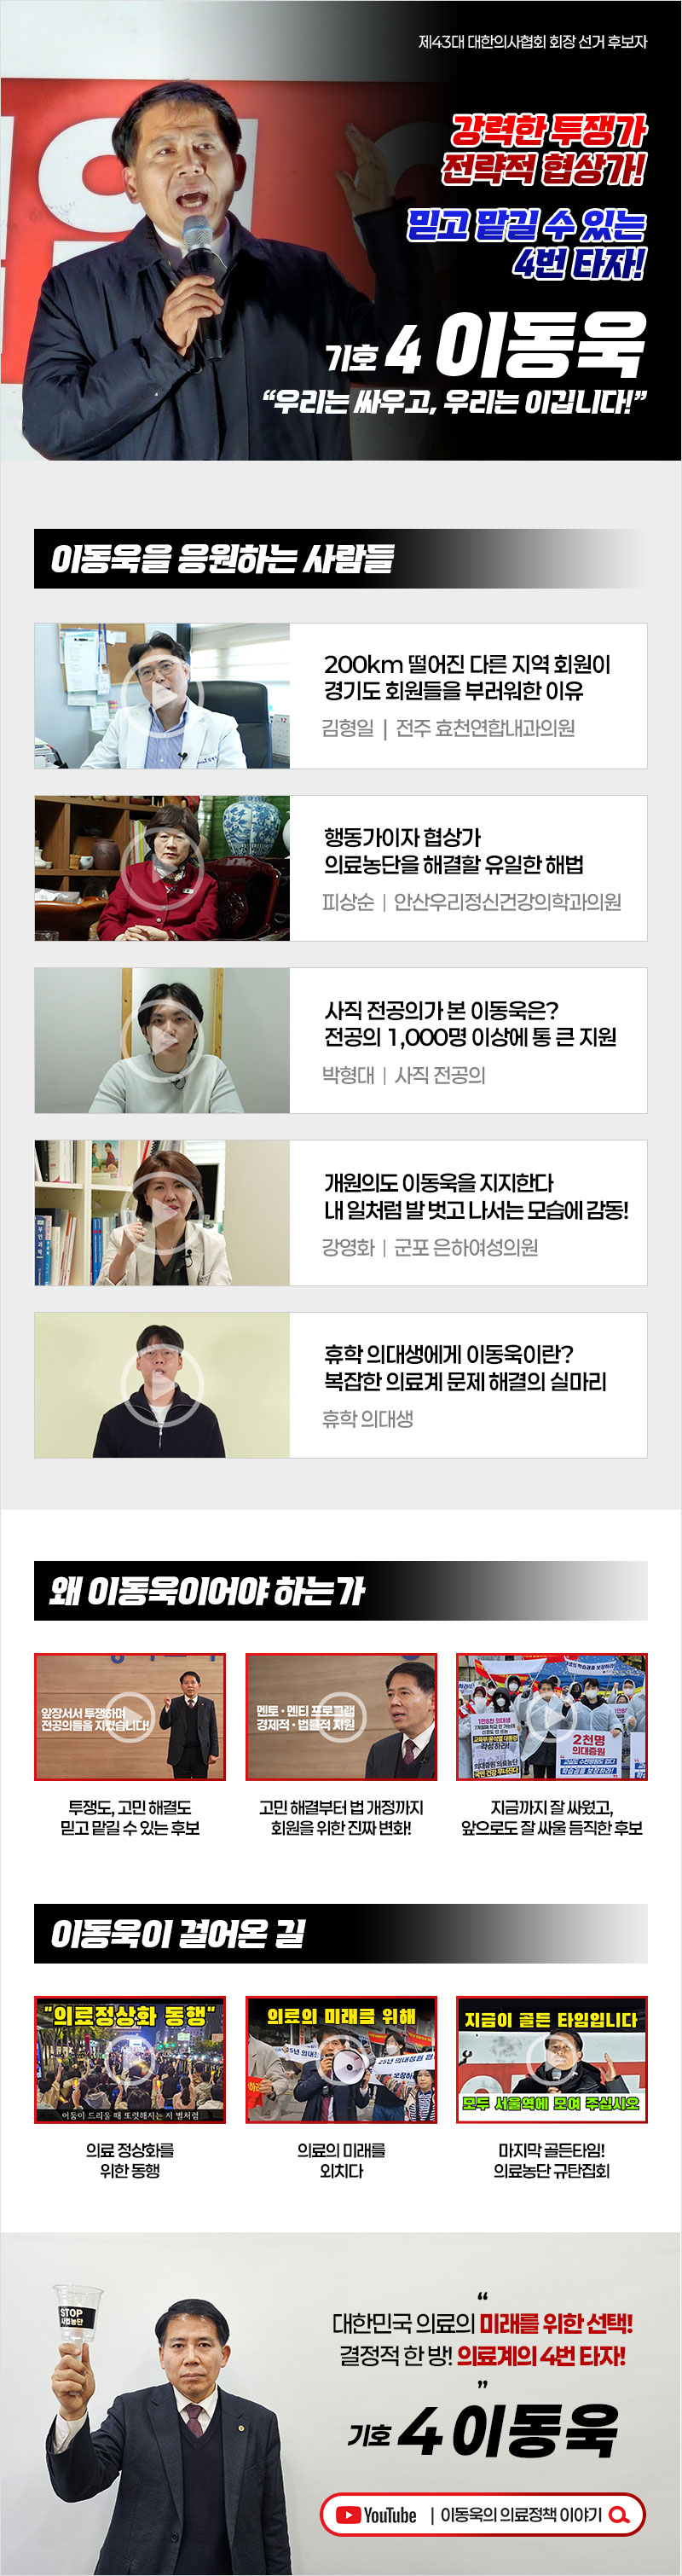 제43대 대한의사협회 회장 선거 후보자
강력한 투쟁가
전략적 협상가!
믿고 맡길 수 있는
4번 타자!
기호 4 이동욱
“우리는 싸우고, 우리는 이깁니다!”
이동욱을 응원하는 사람들
200km 떨어진 다른 지역 회원이
경기도 회원들을 부러워한 이유
김형일 | 전주 효천연합내과의원
행동가이자 협상가
의료농단을 해결할 유일한 해법
피상순 | 안산우리정신건강의학과의원
사직 전공의가 본 이동욱은?
전공의 1,000명 이상에 통 큰 지원
박형대 | 사직 전공의
개원의도 이동욱을 지지한다
내 일처럼 발 벗고 나서는 모습에 감동!
강영화 | 군포 은하여성의원
휴학 의대생에게 이동욱이란?
복잡한 의료계 문제 해결의 실마리
휴학 의대생
왜 이동욱이어야 하는가
앞장서서 투쟁하며
전공의들을 지켰습니다!
멘토·멘티 프로그램
경제적·법률적 지원
2천명
의대증원
투쟁도, 고민 해결도
믿고 맡길 수 있는 후보
고민 해결부터 법 개정까지
회원을 위한 진짜 변화!
지금까지 잘 싸웠고,
앞으로도 잘 싸울 듬직한 후보
이동욱이 걸어온 길
"의료정상화 동행"
어둠이 드리울 때 또렷해지는 저 별처럼
의료의 미래를 위해
지금이 골든 타임입니다
모두 서울역에 모여 주십시오
의료 정상화를
위한 동행
의료의 미래를
외치다
마지막 골든타임!
의료농단 규탄집회
STOP
사법농단
“
대한민국 의료의 미래를 위한 선택!
결정적 한 방! 의료계의 4번 타자!
”
기호 4 이동욱
YouTube | 이동욱의 의료정책 이야기